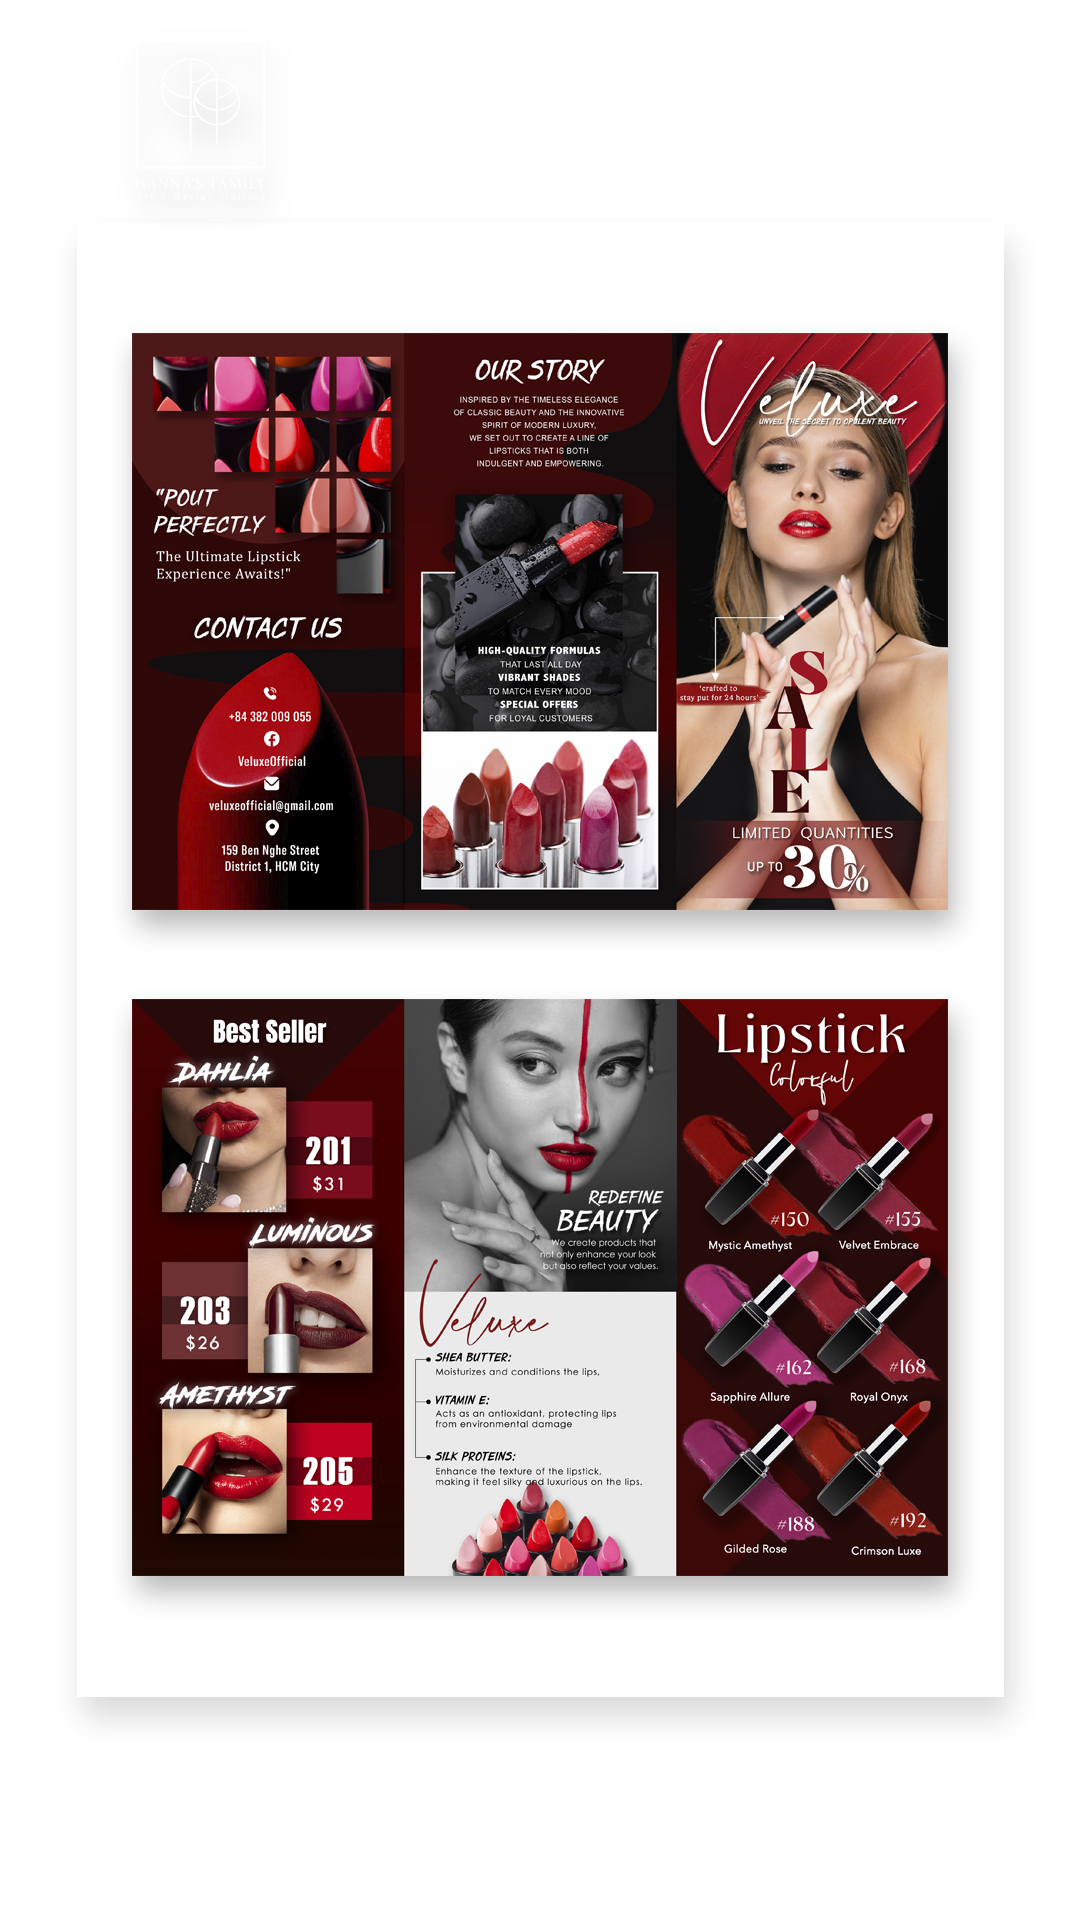 HANNA'S FAMILY
"POUT
PERFECTLY
The Ultimate Lipstick
Experience Awaits!"
CONTACT US
+84 382 009 055
VeluxeOfficial
veluxeofficial@gmail.com
159 Ben Nghe Street
District 1, HCM City
OUR STORY
INSPIRED BY THE TIMELESS ELEGANCE
OF CLASSIC BEAUTY AND THE INNOVATIVE
SPIRIT OF MODERN LUXURY,
WE SET OUT TO CREATE A LINE OF
LIPSTICKS THAT IS BOTH
INDULGENT AND EMPOWERING.
HIGH-QUALITY FORMULAS
THAT LAST ALL DAY
VIBRANT SHADES
TO MATCH EVERY MOOD
SPECIAL OFFERS
FOR LOYAL CUSTOMERS
Veluxe
UNVEIL THE SECRET TO OPULENT BEAUTY
'crafted to
stay put for 24 hours'
SALE
LIMITED QUANTITIES
UP TO 30%
Best Seller
DAHLiA
201
$31
LUMiNOUS
203
$26
AMETHYST
205
$29
REDEFINE
BEAUTY
We create products that
not only enhance your look
but also reflect your values.
Veluxe
SHEA BUTTER:
Moisturizes and conditions the lips,
VITAMIN E:
Acts as an antioxidant, protecting lips
from environmental damage
SILK PROTEINS:
Enhance the texture of the lipstick,
making it feel silky and luxurious on the lips.
Lipstick
Colorful
#150
#155
Mystic Amethyst
Velvet Embrace
#162
#168
Sapphire Allure
Royal Onyx
#188
#192
Gilded Rose
Crimson Luxe